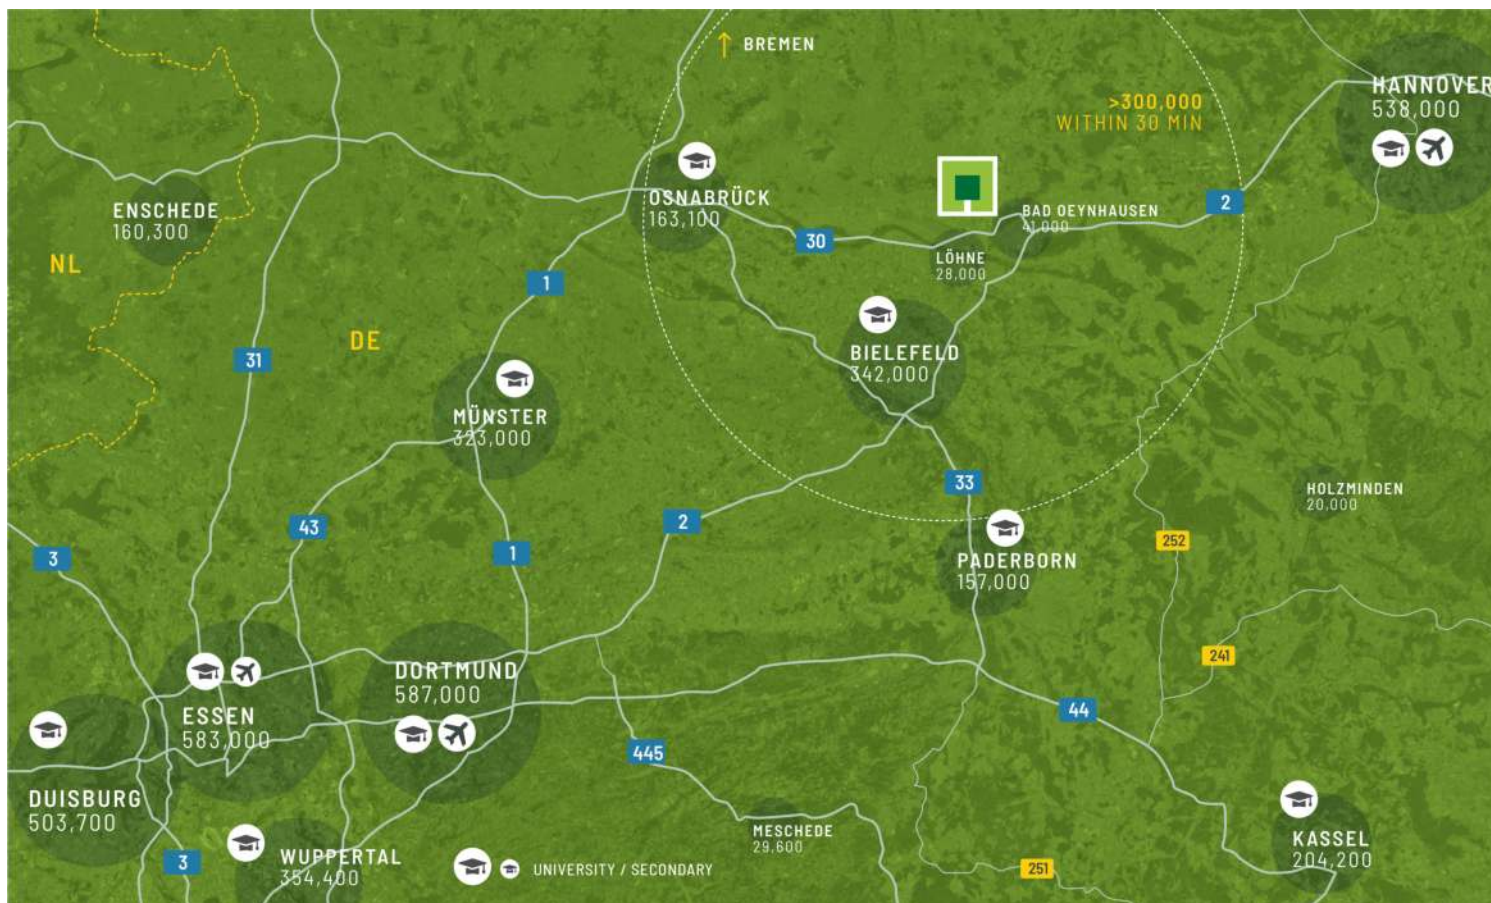 BREMEN
>300,000
WITHIN 30 MIN
HANNOVER
538,000
OSNABRÜCK
163,100
ENSCHEDE
160,300
NL
DE
BAD OEYNHAUSEN
41,000
2
30
LÖHNE
28,000
1
31
BIELEFELD
342,000
MÜNSTER
323,000
33
HOLZMINDEN
20,000
43
2
3
1
252
PADERBORN
157,000
241
DORTMUND
587,000
ESSEN
583,000
44
445
DUISBURG
503,700
MESCHEDE
29,600
KASSEL
204,200
3
WUPPERTAL
354,400
UNIVERSITY / SECONDARY
251